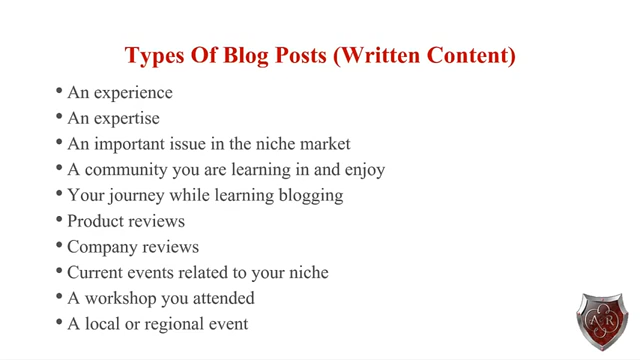 Types Of Blog Posts (Written Content)
• An experience
• An expertise
• An important issue in the niche market
• A community you are learning in and enjoy
• Your journey while learning blogging
• Product reviews
• Company reviews
• Current events related to your niche
• A workshop you attended
• A local or regional event